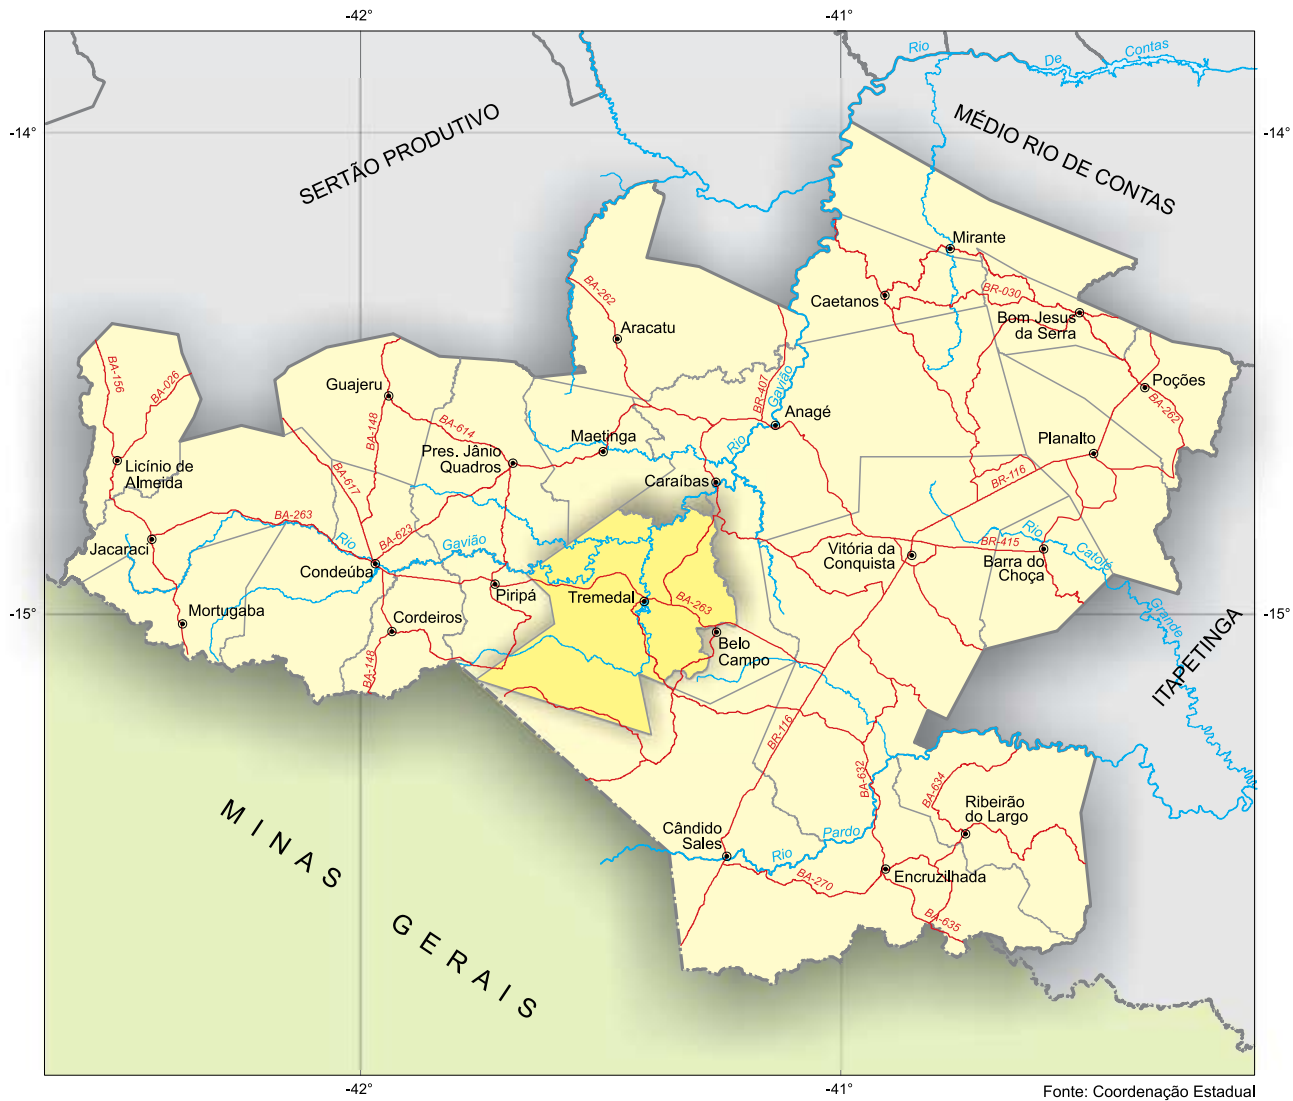 -42°
-41°
Rio
De
Contas
-14°
-14°
SERTÃO PRODUTIVO
MÉDIO RIO DE CONTAS
Mirante
BA-262
BR-030
Caetanos
Bom Jesus
da Serra
Aracatu
BA-156
BA-026
Guajeru
BR-407
Gavião
Poções
BA-262
BA-148
BA-614
Anagé
Maetinga
Rio
Planalto
Pres. Jânio
Quadros
Licínio de
Almeida
BA-617
Caraíbas
BR-116
BA-263
Rio
BA-623
Gavião
Jacaraci
Condeúba
Vitória da
Conquista
BR-415
Rio
Catolé
Grande
Barra do
Choça
Piripá
Tremedal
BA-263
Mortugaba
Cordeiros
-15°
-15°
Belo
Campo
BA-148
ITAPETINGA
BR-116
BA-632
BA-634
Ribeirão
do Largo
MINAS GERAIS
Cândido
Sales
Rio
Pardo
BA-270
Encruzilhada
BA-635
-42°
-41°
Fonte: Coordenação Estadual